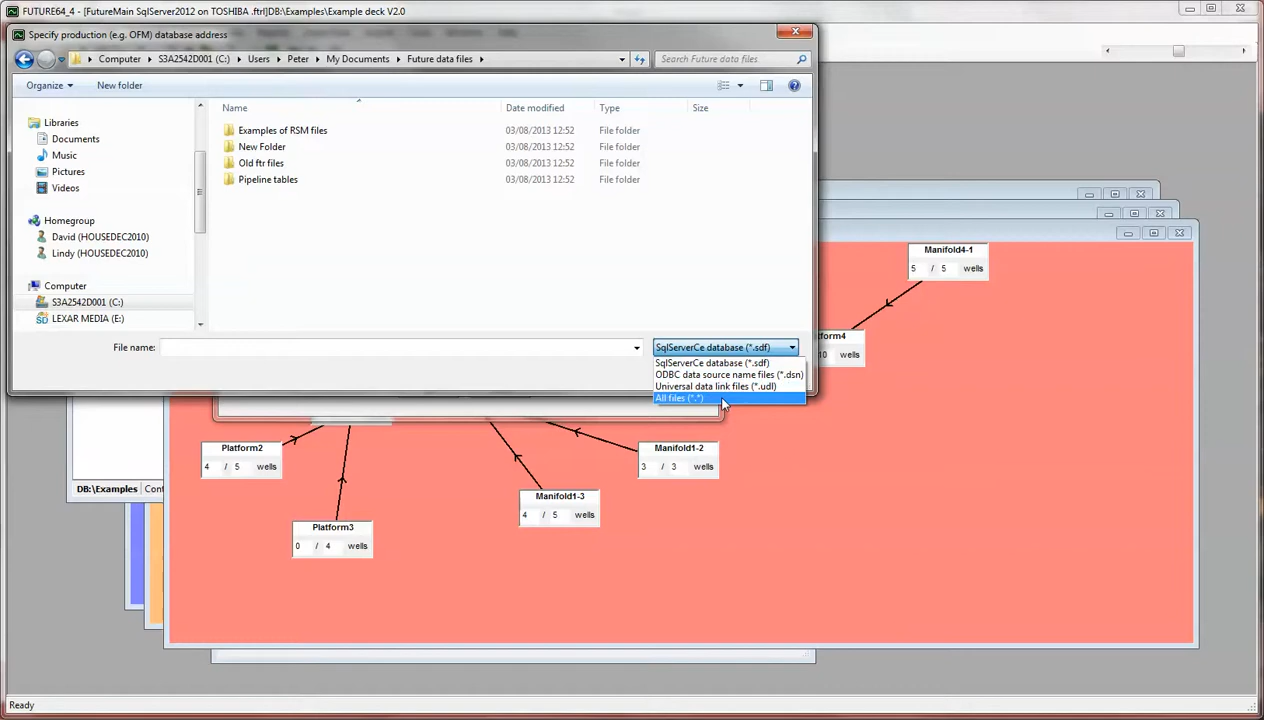 FUTURE64_4 - [FutureMain SqlServer2012 on TOSHIBA .ftrl]DB:\Examples\Example deck V2.0
Specify production (e.g. OFM) database address
Computer S3A2542D001 (C:) Users Peter My Documents Future data files
Search Future data files
Organize New folder
Name Date modified Type Size
Libraries
Documents
Music
Pictures
Videos
Homegroup
David (HOUSEDEC2010)
Lindy (HOUSEDEC2010)
Computer
S3A2542D001 (C:)
LEXAR MEDIA (E:)
Examples of RSM files 03/08/2013 12:52 File folder
New Folder 03/08/2013 12:52 File folder
Old ftr files 03/08/2013 12:52 File folder
Pipeline tables 03/08/2013 12:52 File folder
File name:
SqlServerCe database (*.sdf)
SqlServerCe database (*.sdf)
ODBC data source name files (*.dsn)
Universal data link files (*.udl)
All files (*.*)
Manifold4-1
5 / 5 wells
tform4
10 wells
Platform2
4 / 5 wells
Manifold1-2
3 / 3 wells
DB:\Examples Cont
Manifold1-3
4 / 5 wells
Platform3
0 / 4 wells
Ready